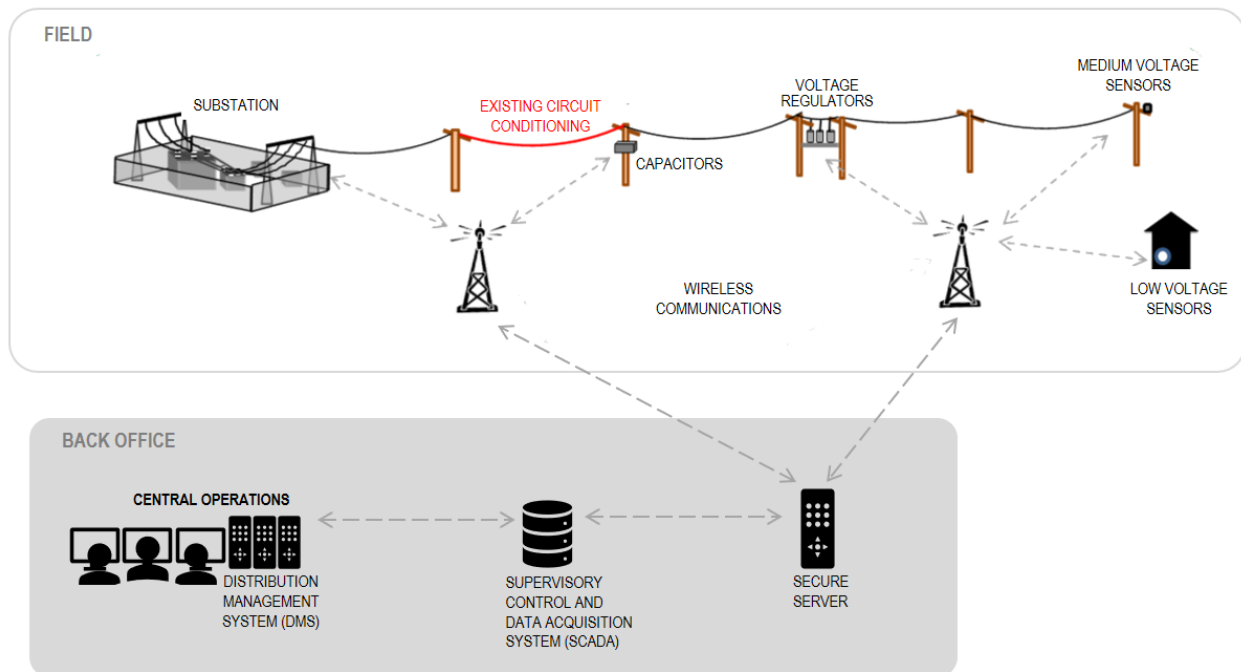 FIELD
SUBSTATION
EXISTING CIRCUIT
CONDITIONING
CAPACITORS
VOLTAGE
REGULATORS
MEDIUM VOLTAGE
SENSORS
WIRELESS
COMMUNICATIONS
LOW VOLTAGE
SENSORS
BACK OFFICE
CENTRAL OPERATIONS
DISTRIBUTION
MANAGEMENT
SYSTEM (DMS)
SUPERVISORY
CONTROL AND
DATA ACQUISITION
SYSTEM (SCADA)
SECURE
SERVER